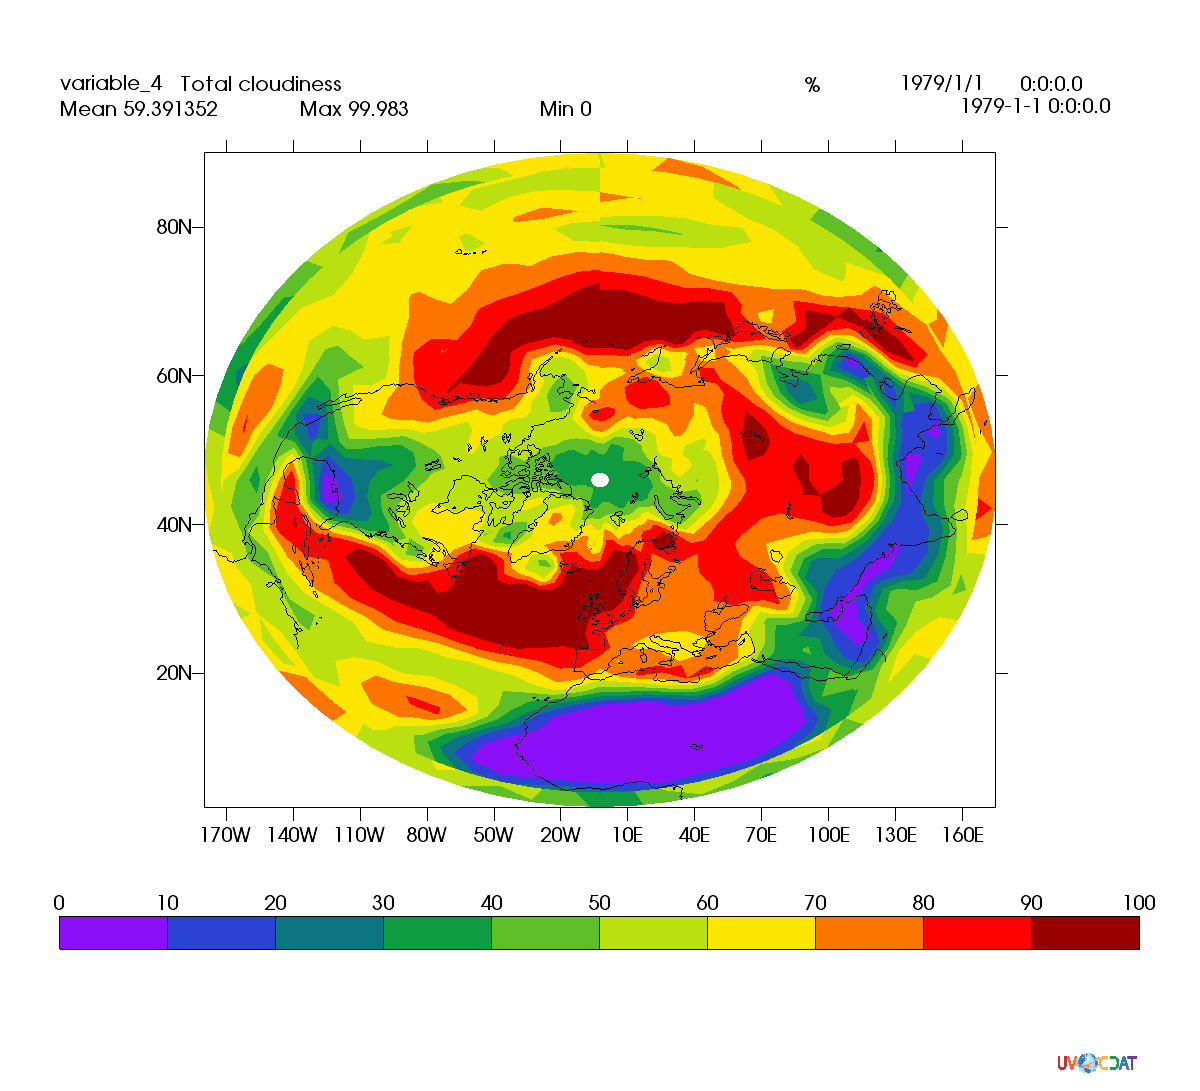 variable_4 Total cloudiness % 1979/1/1 0:0:0.0
Mean 59.391352 Max 99.983 Min 0 1979-1-1 0:0:0.0
80N
60N
40N
20N
170W 140W 110W 80W 50W 20W 10E 40E 70E 100E 130E 160E
0 10 20 30 40 50 60 70 80 90 100
UV CDAT